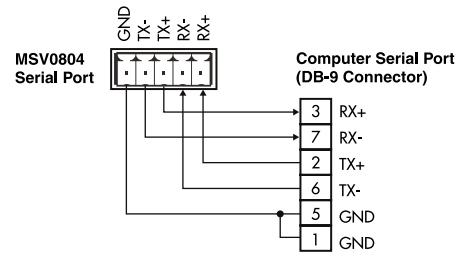 GND TX- TX+ RX- RX+
MSV0804
Serial Port
Computer Serial Port
(DB-9 Connector)
3 RX+
7 RX-
2 TX+
6 TX-
5 GND
1 GND